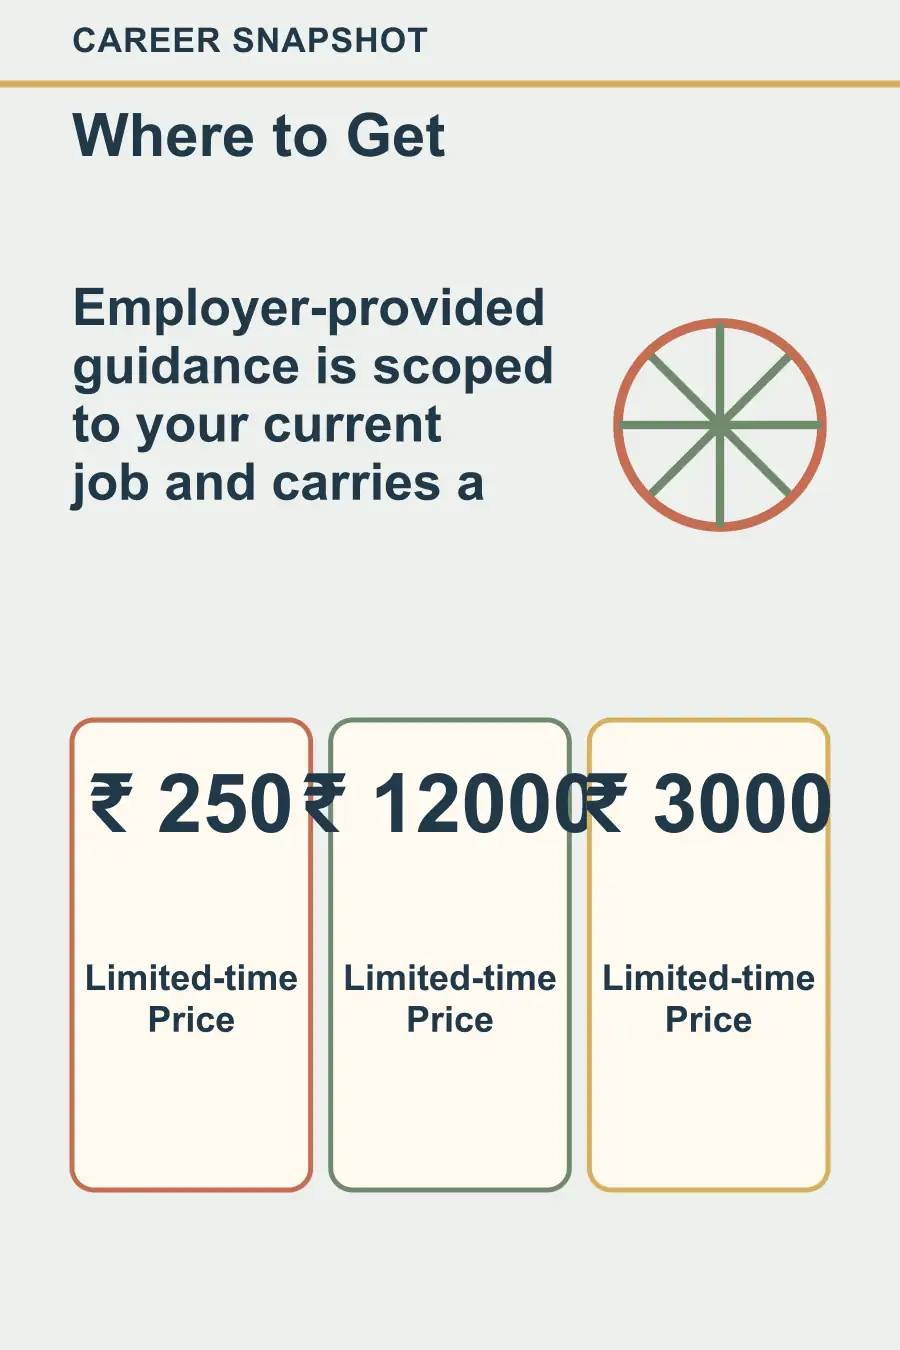 CAREER SNAPSHOT
Where to Get
Employer-provided
guidance is scoped
to your current
job and carries a
₹ 250 ₹ 12000 ₹ 3000
Limited-time Limited-time Limited-time
Price Price Price